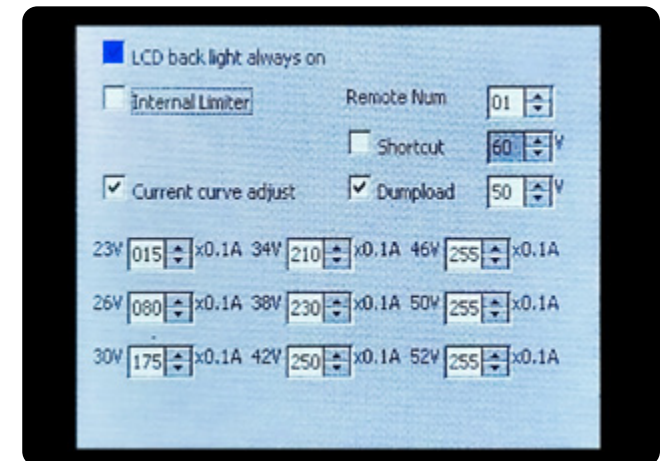 LCD back light always on
Internal Limiter Remote Num 01
Shortcut 60 V
Current curve adjust Dumpload 50 V
23V 015 x0.1A 34V 210 x0.1A 46V 255 x0.1A
26V 080 x0.1A 38V 230 x0.1A 50V 255 x0.1A
30V 175 x0.1A 42V 250 x0.1A 52V 255 x0.1A